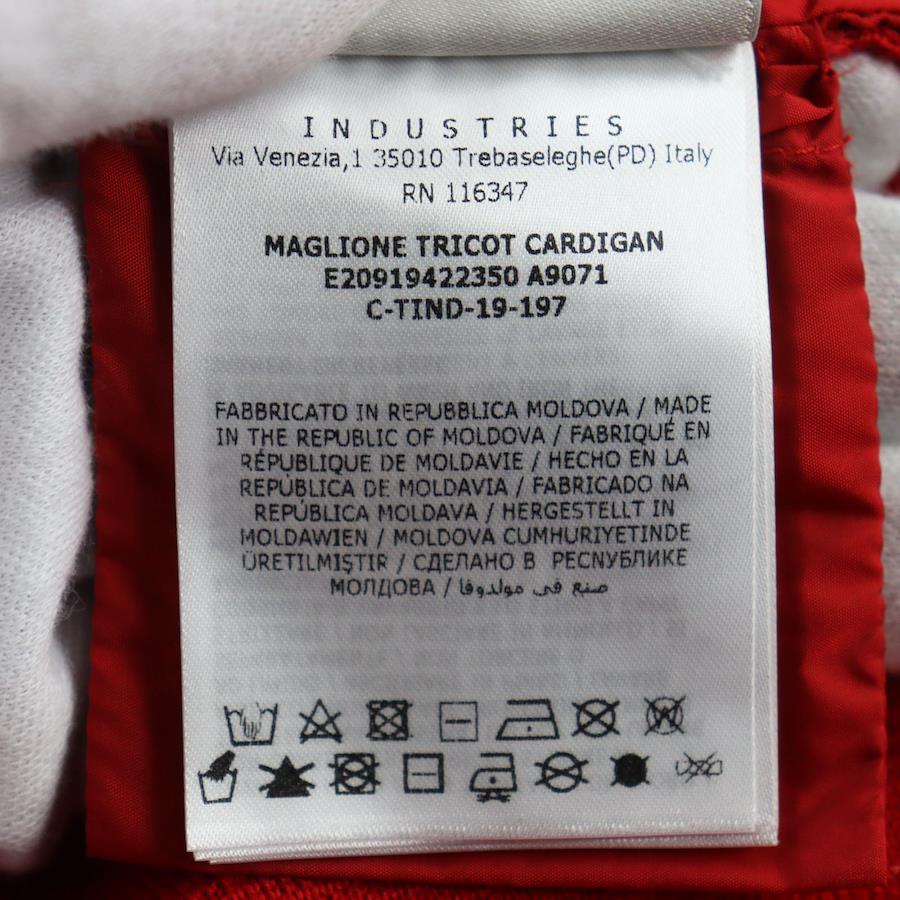 INDUSTRIES
Via Venezia,1 35010 Trebaseleghe(PD) Italy
RN 116347
MAGLIONE TRICOT CARDIGAN
E20919422350 A9071
C-TIND-19-197
FABBRICATO IN REPUBBLICA MOLDOVA / MADE
IN THE REPUBLIC OF MOLDOVA / FABRIQUÉ EN
RÉPUBLIQUE DE MOLDAVIE / HECHO EN LA
REPÚBLICA DE MOLDAVIA / FABRICADO NA
REPÚBLICA MOLDAVA / HERGESTELLT IN
MOLDAWIEN / MOLDOVA CUMHURIYETINDE
ÜRETILMIŞTIR / СДЕЛАНО В РЕСПУБЛИКЕ
МОЛДОВА / صنع في مولدوفا